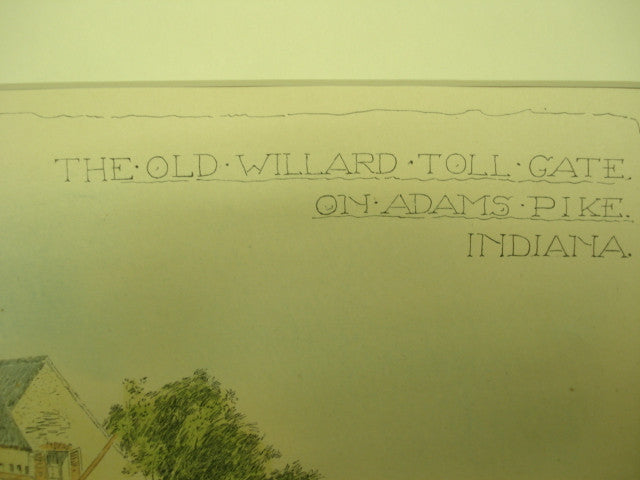 THE·OLD·WILLARD·TOLL·GATE.
ON·ADAMS·PIKE.
INDIANA.